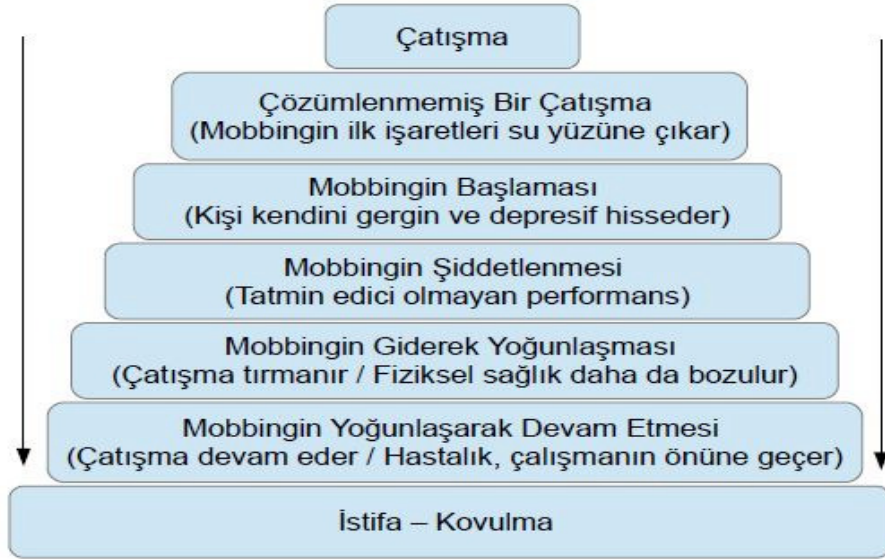 Çatışma
Çözümlenmemiş Bir Çatışma
(Mobbingin ilk işaretleri su yüzüne çıkar)
Mobbingin Başlaması
(Kişi kendini gergin ve depresif hisseder)
Mobbingin Şiddetlenmesi
(Tatmin edici olmayan performans)
Mobbingin Giderek Yoğunlaşması
(Çatışma tırmanır / Fiziksel sağlık daha da bozulur)
Mobbingin Yoğunlaşarak Devam Etmesi
(Çatışma devam eder / Hastalık, çalışmanın önüne geçer)
İstifa – Kovulma